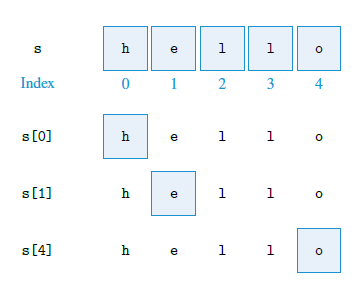 s h e l l o
Index 0 1 2 3 4
s[0] h e l l o
s[1] h e l l o
s[4] h e l l o